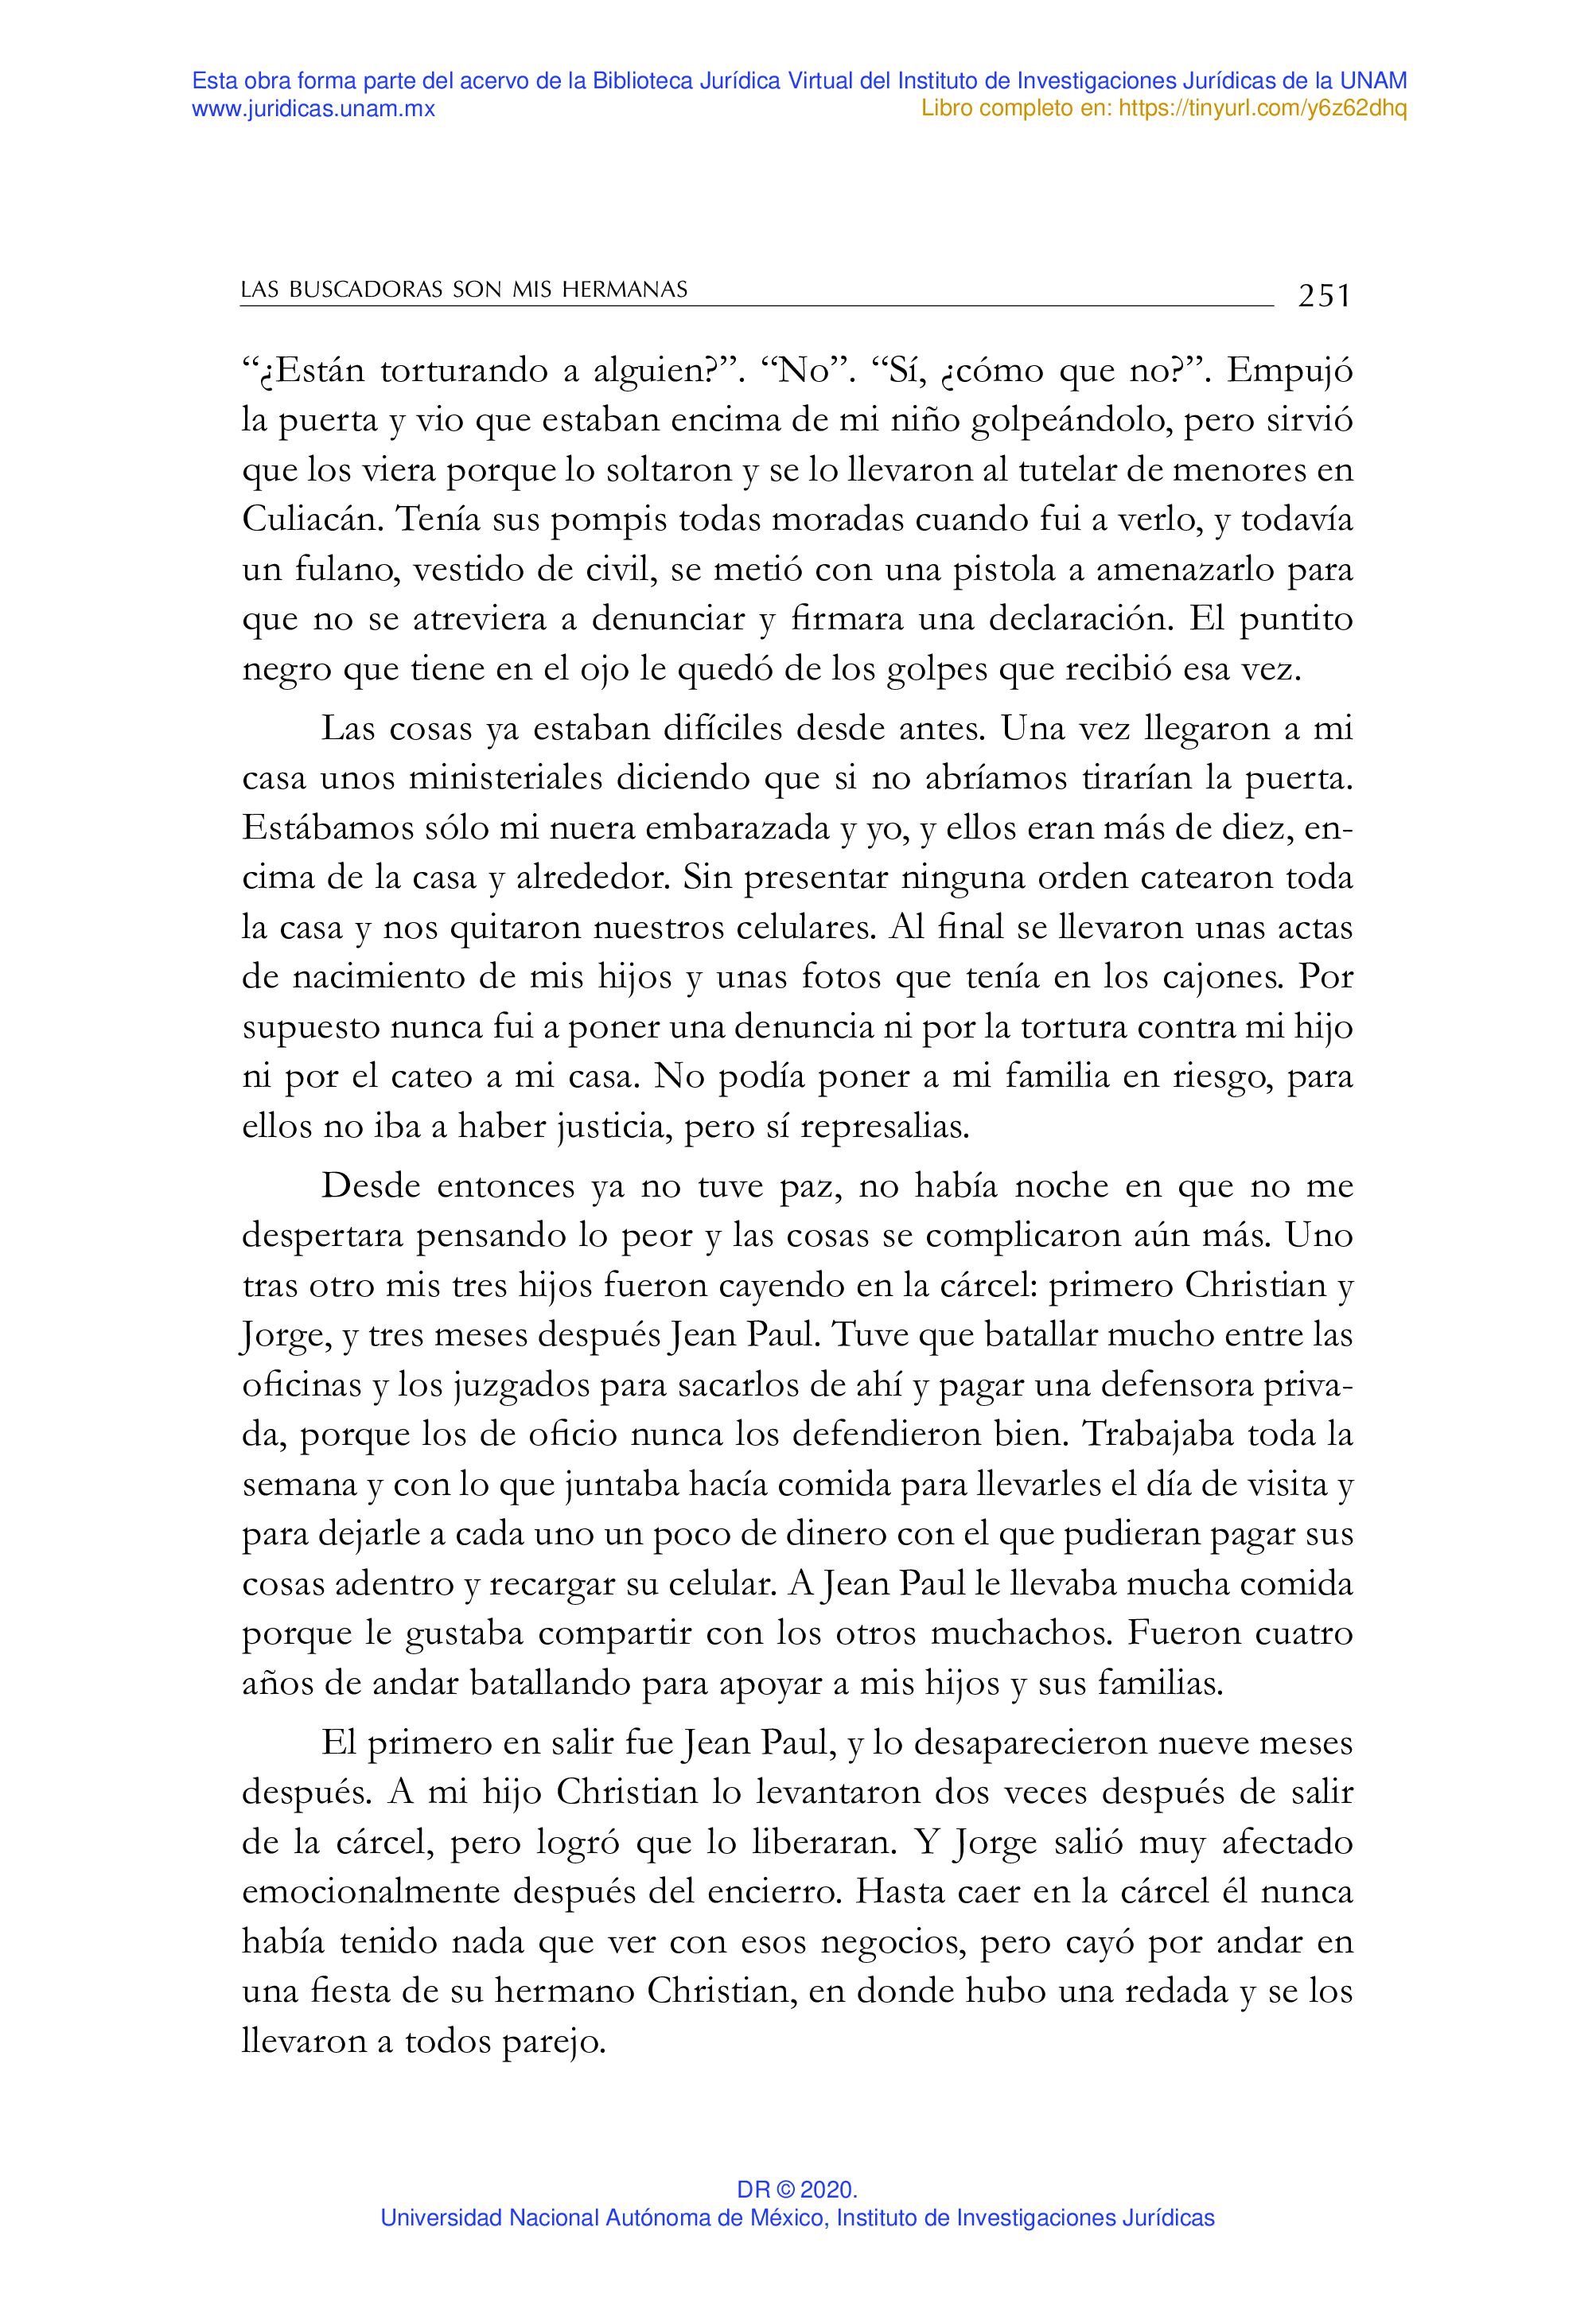 Esta obra forma parte del acervo de la Biblioteca Jurídica Virtual del Instituto de Investigaciones Jurídicas de la UNAM
www.juridicas.unam.mx Libro completo en: https://tinyurl.com/y6z62dhq
LAS BUSCADORAS SON MIS HERMANAS 251
“¿Están torturando a alguien?”. “No”. “Sí, ¿cómo que no?”. Empujó
la puerta y vio que estaban encima de mi niño golpeándolo, pero sirvió
que los viera porque lo soltaron y se lo llevaron al tutelar de menores en
Culiacán. Tenía sus pompis todas moradas cuando fui a verlo, y todavía
un fulano, vestido de civil, se metió con una pistola a amenazarlo para
que no se atreviera a denunciar y firmara una declaración. El puntito
negro que tiene en el ojo le quedó de los golpes que recibió esa vez.
Las cosas ya estaban difíciles desde antes. Una vez llegaron a mi
casa unos ministeriales diciendo que si no abríamos tirarían la puerta.
Estábamos sólo mi nuera embarazada y yo, y ellos eran más de diez, en-
cima de la casa y alrededor. Sin presentar ninguna orden catearon toda
la casa y nos quitaron nuestros celulares. Al final se llevaron unas actas
de nacimiento de mis hijos y unas fotos que tenía en los cajones. Por
supuesto nunca fui a poner una denuncia ni por la tortura contra mi hijo
ni por el cateo a mi casa. No podía poner a mi familia en riesgo, para
ellos no iba a haber justicia, pero sí represalias.
Desde entonces ya no tuve paz, no había noche en que no me
despertara pensando lo peor y las cosas se complicaron aún más. Uno
tras otro mis tres hijos fueron cayendo en la cárcel: primero Christian y
Jorge, y tres meses después Jean Paul. Tuve que batallar mucho entre las
oficinas y los juzgados para sacarlos de ahí y pagar una defensora priva-
da, porque los de oficio nunca los defendieron bien. Trabajaba toda la
semana y con lo que juntaba hacía comida para llevarles el día de visita y
para dejarle a cada uno un poco de dinero con el que pudieran pagar sus
cosas adentro y recargar su celular. A Jean Paul le llevaba mucha comida
porque le gustaba compartir con los otros muchachos. Fueron cuatro
años de andar batallando para apoyar a mis hijos y sus familias.
El primero en salir fue Jean Paul, y lo desaparecieron nueve meses
después. A mi hijo Christian lo levantaron dos veces después de salir
de la cárcel, pero logró que lo liberaran. Y Jorge salió muy afectado
emocionalmente después del encierro. Hasta caer en la cárcel él nunca
había tenido nada que ver con esos negocios, pero cayó por andar en
una fiesta de su hermano Christian, en donde hubo una redada y se los
llevaron a todos parejo.
DR © 2020.
Universidad Nacional Autónoma de México, Instituto de Investigaciones Jurídicas